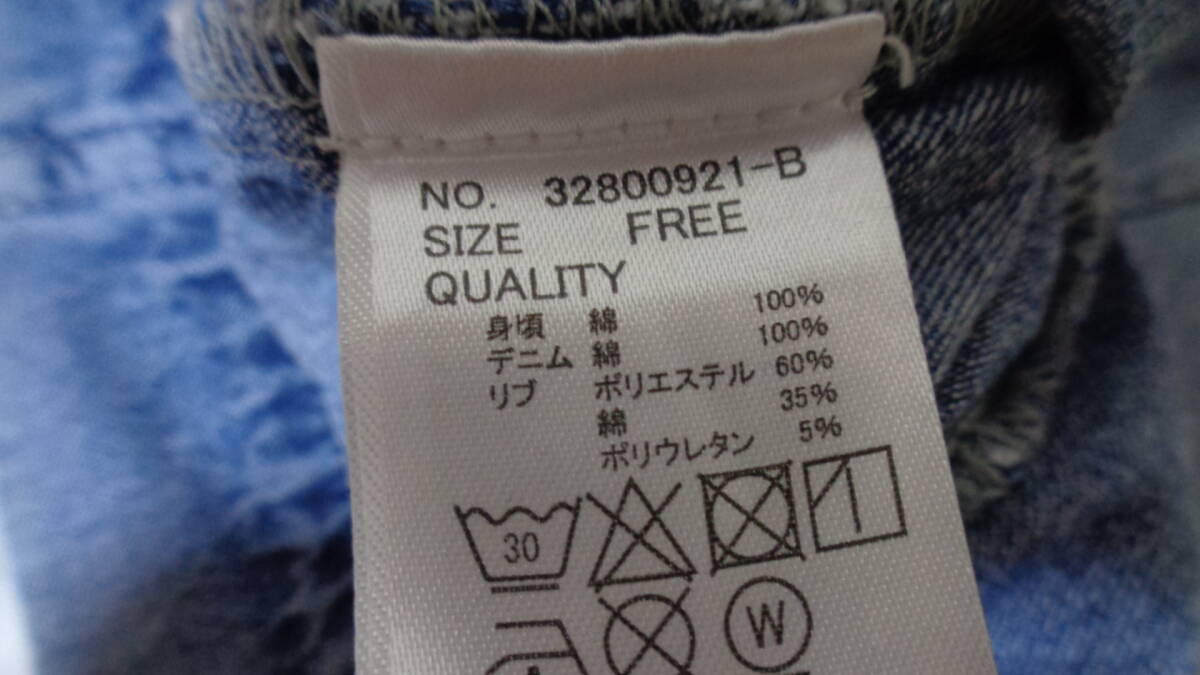 NO. 32800921-B
SIZE FREE
QUALITY
身頃 綿 100%
デニム 綿 100%
リブ ポリエステル 60%
綿 35%
ポリウレタン 5%
30
W